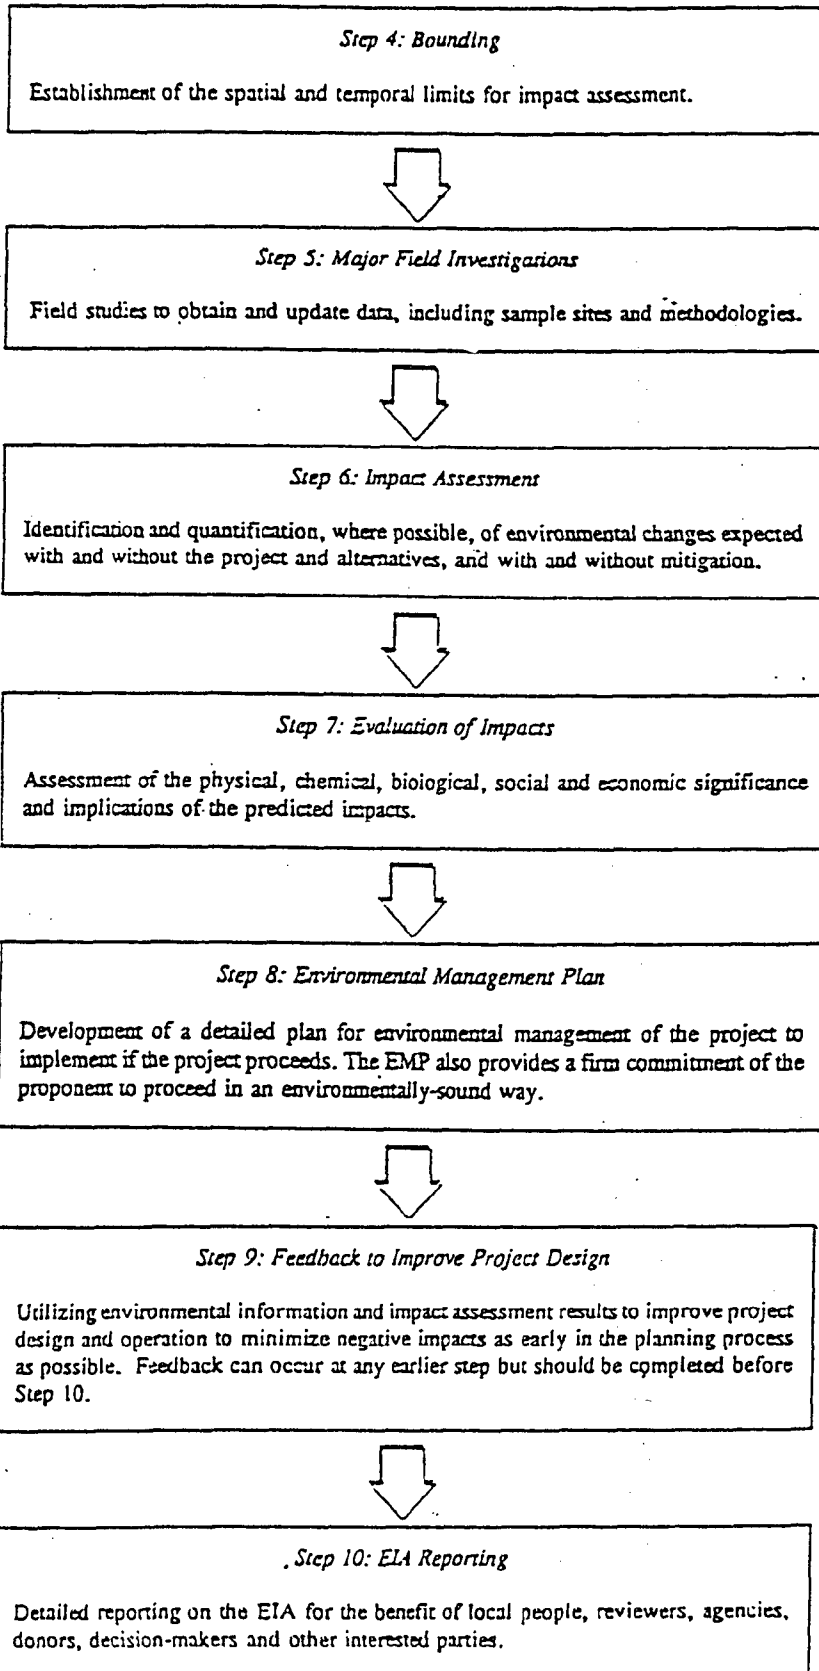 Step 4: Bounding
Establishment of the spatial and temporal limits for impact assessment.
Step 5: Major Field Investigations
Field studies to obtain and update data, including sample sites and methodologies.
Step 6: Impact Assessment
Identification and quantification, where possible, of environmental changes expected
with and without the project and alternatives, and with and without mitigation.
Step 7: Evaluation of Impacts
Assessment of the physical, chemical, biological, social and economic significance
and implications of the predicted impacts.
Step 8: Environmental Management Plan
Development of a detailed plan for environmental management of the project to
implement if the project proceeds. The EMP also provides a firm commitment of the
proponent to proceed in an environmentally-sound way.
Step 9: Feedback to Improve Project Design
Utilizing environmental information and impact assessment results to improve project
design and operation to minimize negative impacts as early in the planning process
as possible. Feedback can occur at any earlier step but should be completed before
Step 10.
Step 10: EIA Reporting
Detailed reporting on the EIA for the benefit of local people, reviewers, agencies,
donors, decision-makers and other interested parties.